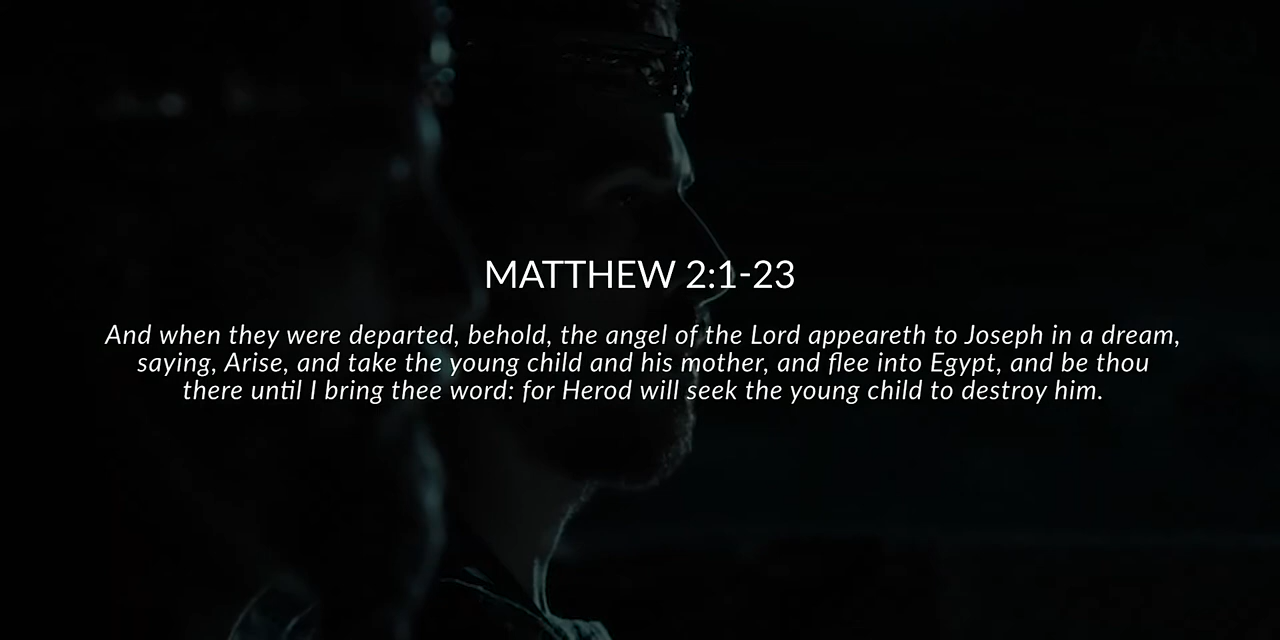 MATTHEW 2:1-23
And when they were departed, behold, the angel of the Lord appeareth to Joseph in a dream,
saying, Arise, and take the young child and his mother, and flee into Egypt, and be thou
there until I bring thee word: for Herod will seek the young child to destroy him.